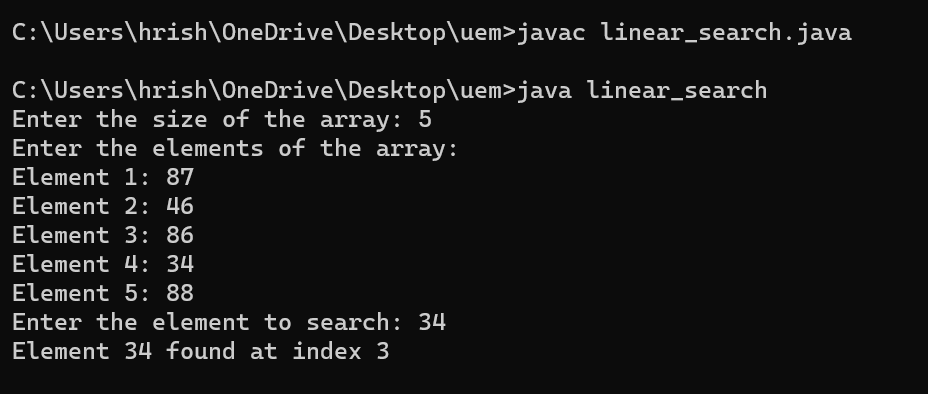 C:\Users\hrish\OneDrive\Desktop\uem>javac linear_search.java
C:\Users\hrish\OneDrive\Desktop\uem>java linear_search
Enter the size of the array: 5
Enter the elements of the array:
Element 1: 87
Element 2: 46
Element 3: 86
Element 4: 34
Element 5: 88
Enter the element to search: 34
Element 34 found at index 3